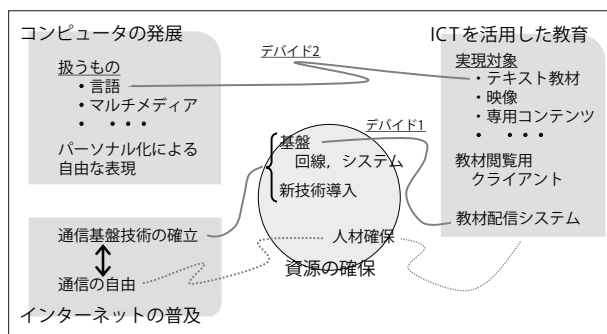 コンピュータの発展
扱うもの
・言語
・マルチメディア
・・・・
パーソナル化による
自由な表現
デバイド2
ICTを活用した教育
実現対象
・テキスト教材
・映像
・専用コンテンツ
・・・・
教材閲覧用
クライアント
教材配信システム
デバイド1
基盤
回線，システム
新技術導入
人材確保
資源の確保
通信基盤技術の確立
通信の自由
インターネットの普及